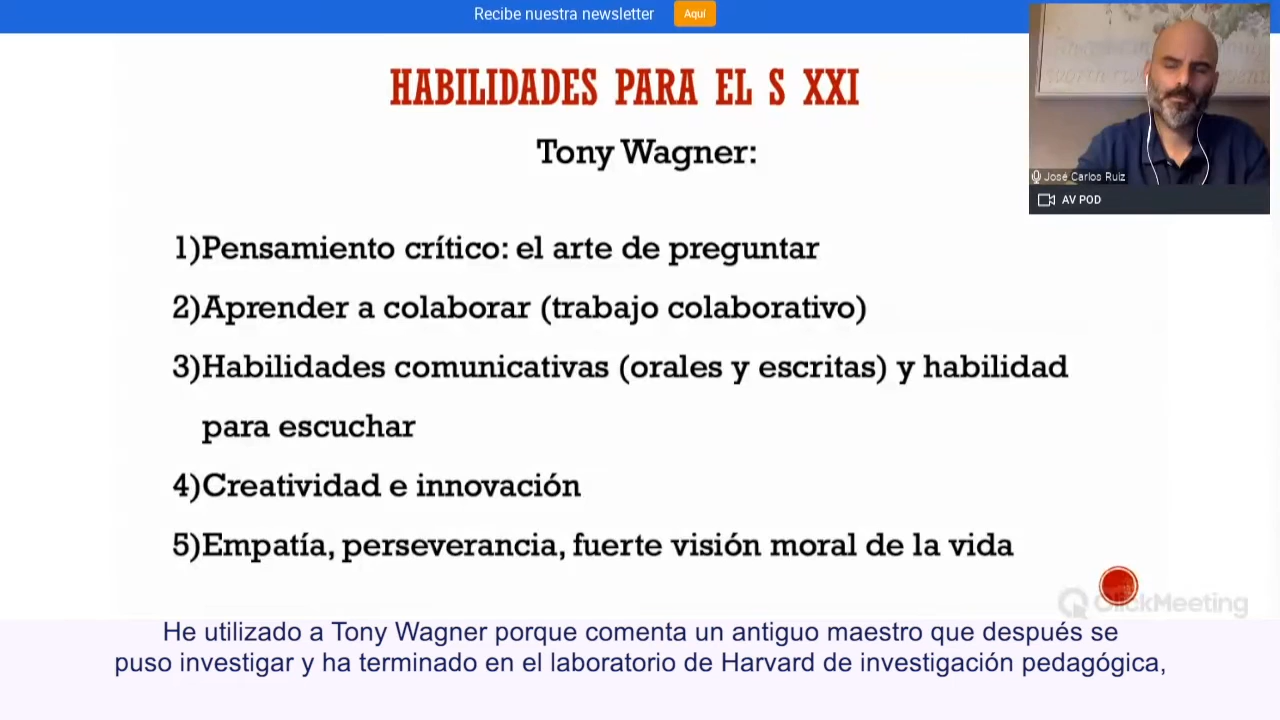 Recibe nuestra newsletter Aquí
HABILIDADES PARA EL S XXI
Tony Wagner:
José Carlos Ruiz
AV POD
1)Pensamiento crítico: el arte de preguntar
2)Aprender a colaborar (trabajo colaborativo)
3)Habilidades comunicativas (orales y escritas) y habilidad
para escuchar
4)Creatividad e innovación
5)Empatía, perseverancia, fuerte visión moral de la vida
ClickMeeting
He utilizado a Tony Wagner porque comenta un antiguo maestro que después se
puso investigar y ha terminado en el laboratorio de Harvard de investigación pedagógica,